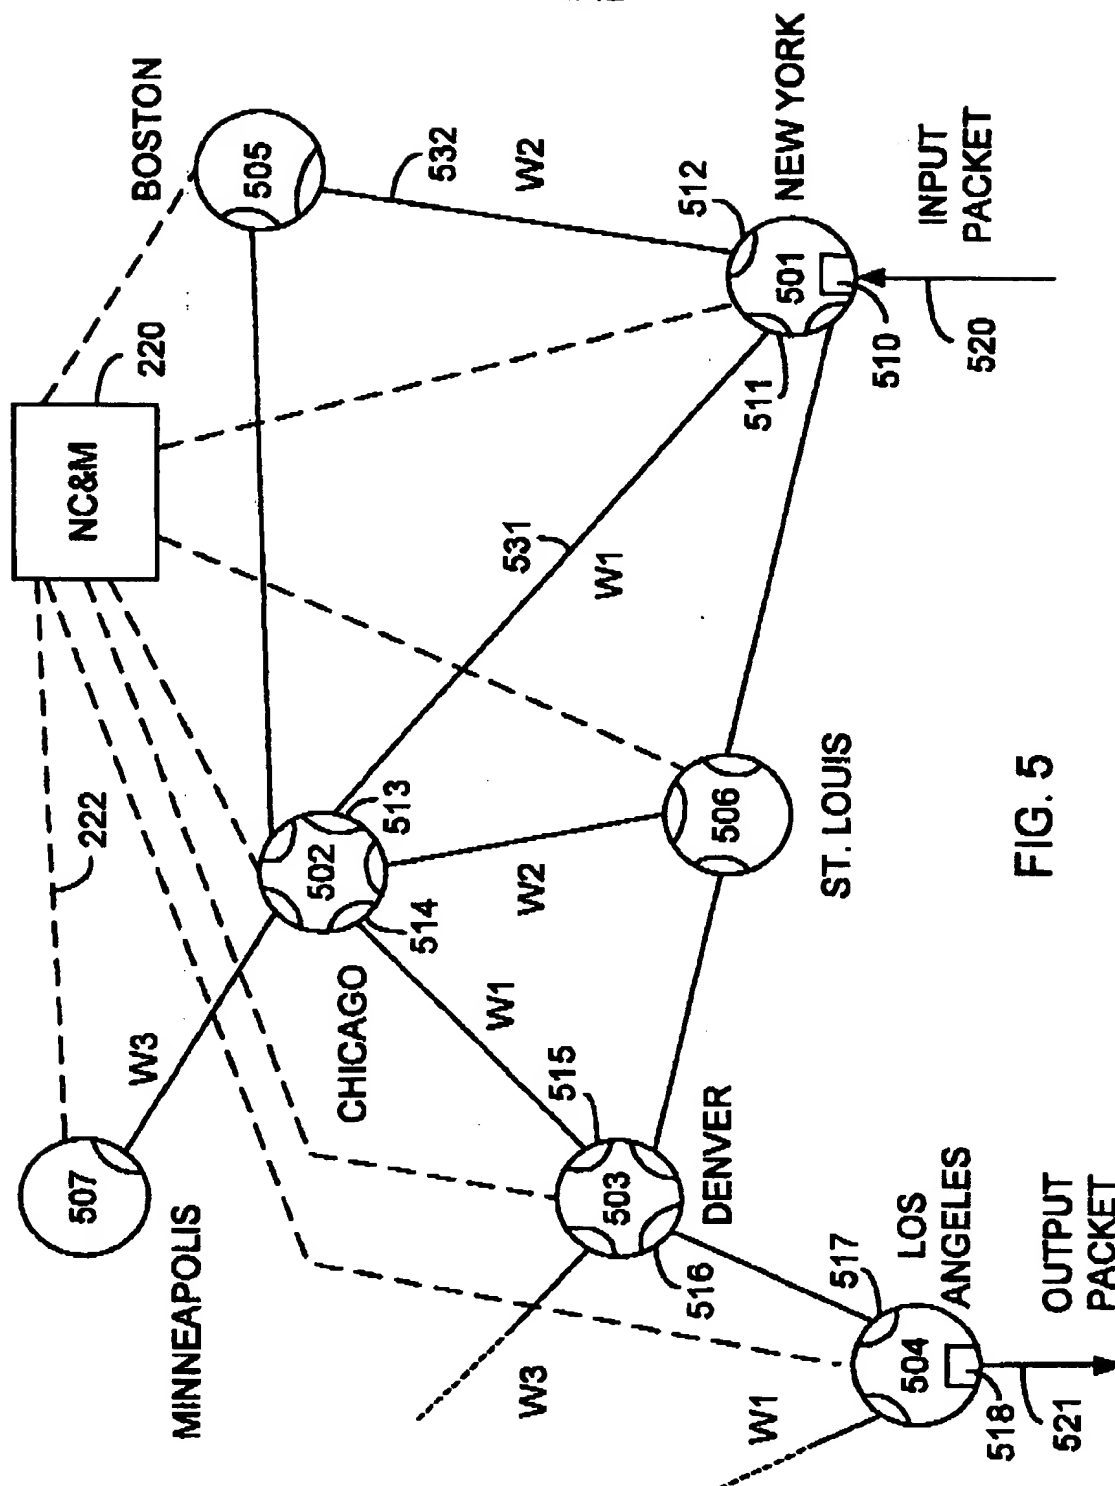 BOSTON
505
532
W2
NEW YORK
512
501
INPUT
PACKET
520
510
511
NC&M
220
531
W1
222
502
513
514
CHICAGO
W2
506
ST. LOUIS
W3
507
MINNEAPOLIS
W1
515
503
DENVER
516
W3
W1
LOS
ANGELES
517
504
518
521
OUTPUT
PACKET
FIG. 5